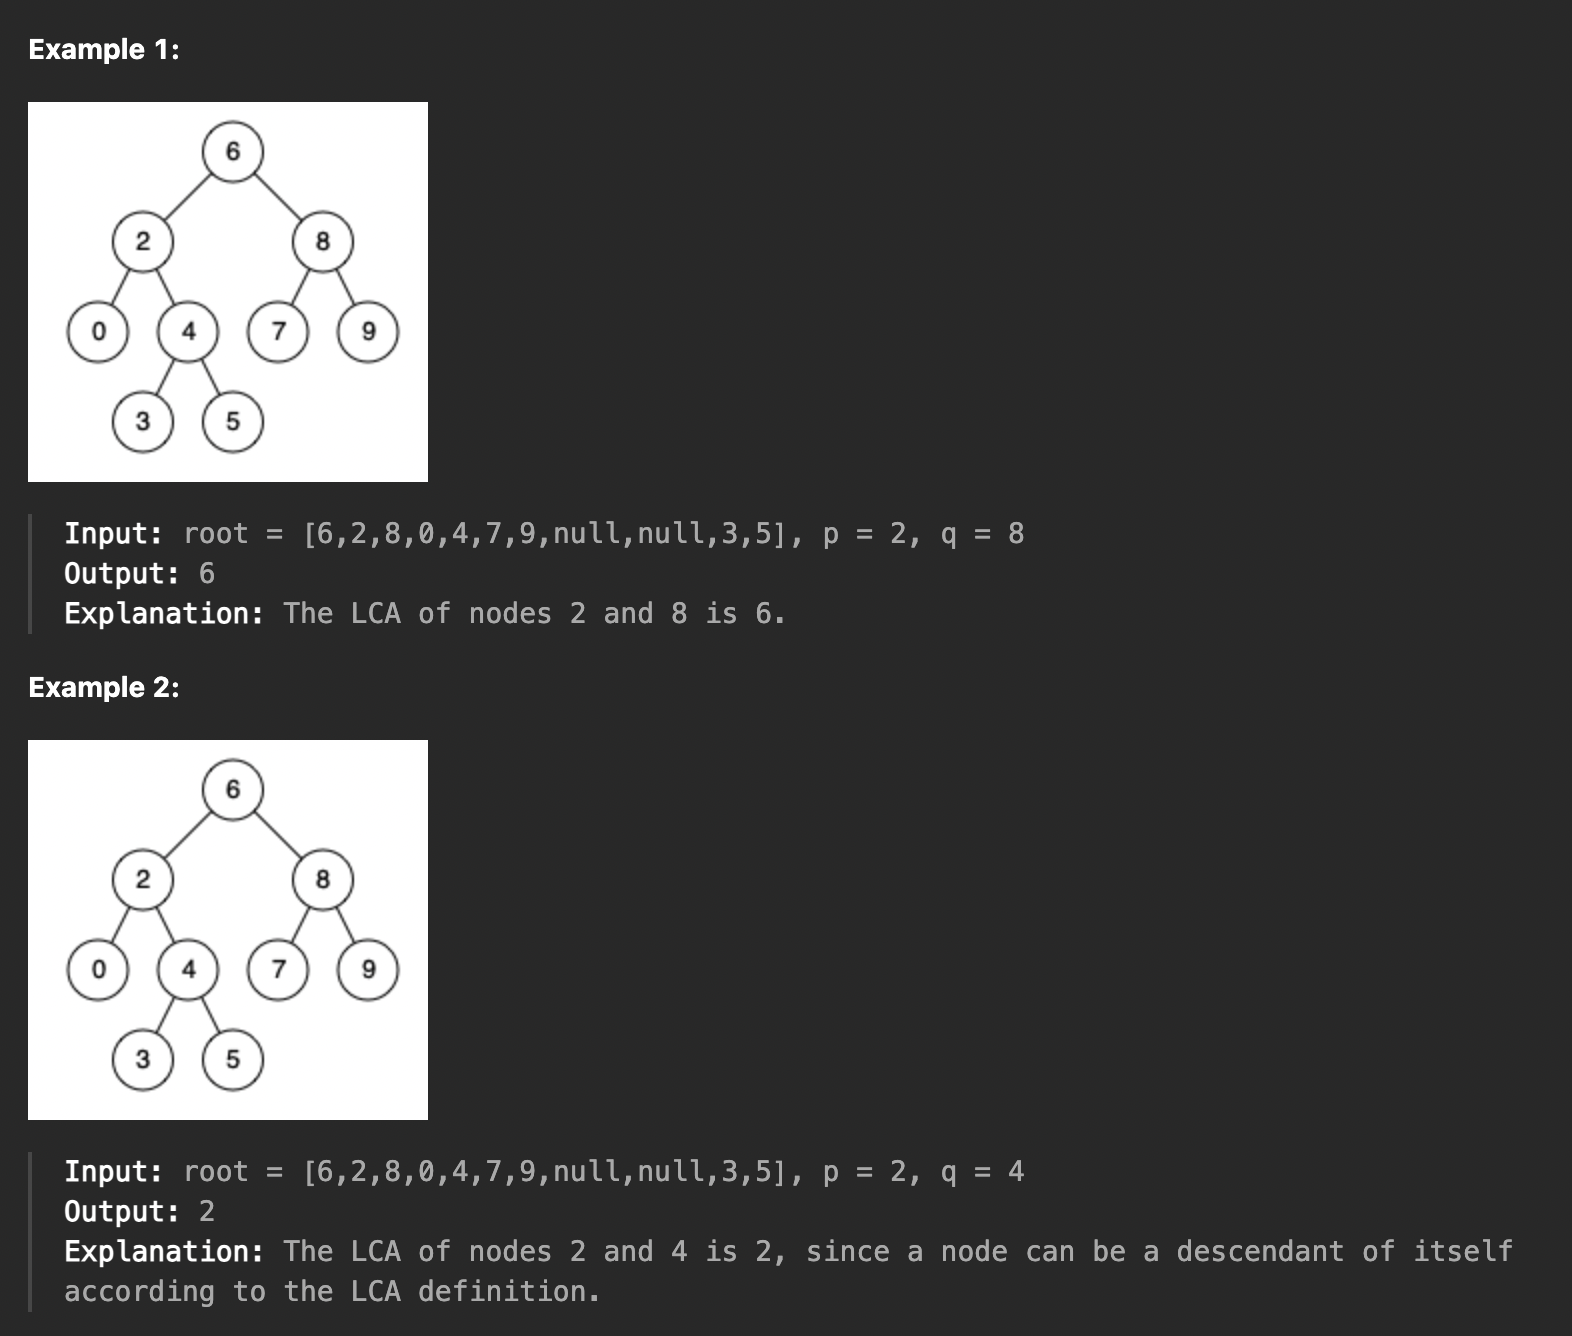 Example 1:
6
2 8
0 4 7 9
3 5
Input: root = [6,2,8,0,4,7,9,null,null,3,5], p = 2, q = 8
Output: 6
Explanation: The LCA of nodes 2 and 8 is 6.
Example 2:
6
2 8
0 4 7 9
3 5
Input: root = [6,2,8,0,4,7,9,null,null,3,5], p = 2, q = 4
Output: 2
Explanation: The LCA of nodes 2 and 4 is 2, since a node can be a descendant of itself
according to the LCA definition.